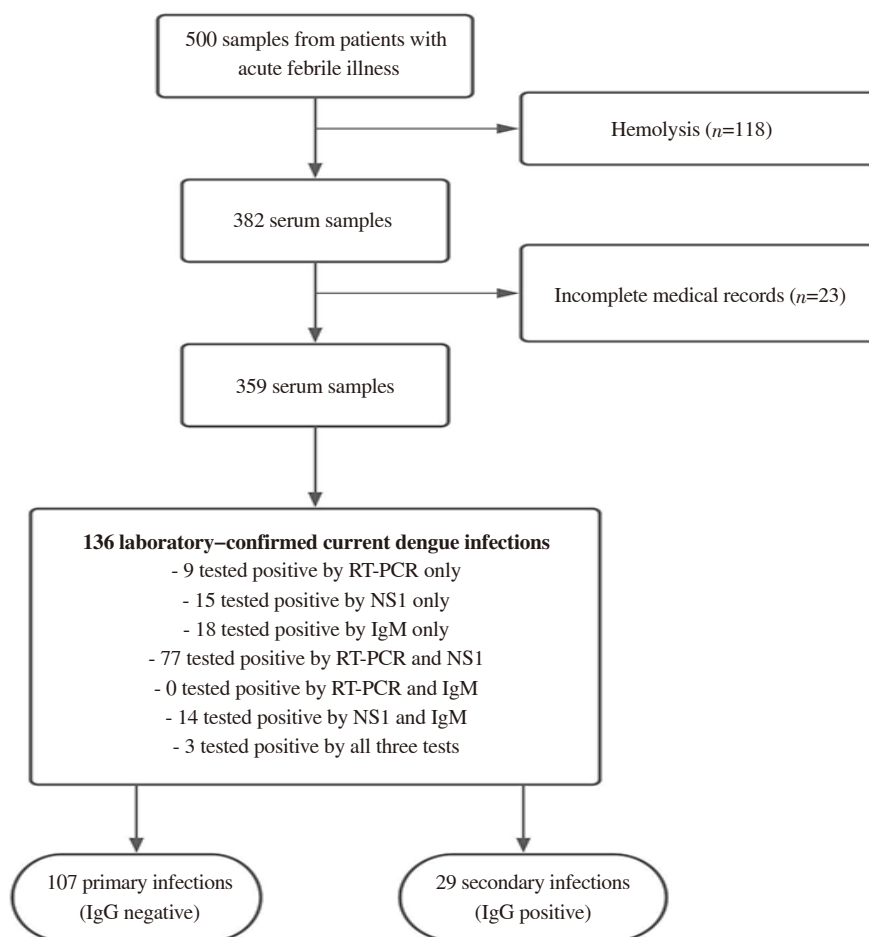 500 samples from patients with
acute febrile illness
Hemolysis (n=118)
382 serum samples
Incomplete medical records (n=23)
359 serum samples
136 laboratory−confirmed current dengue infections
- 9 tested positive by RT-PCR only
- 15 tested positive by NS1 only
- 18 tested positive by IgM only
- 77 tested positive by RT-PCR and NS1
- 0 tested positive by RT-PCR and IgM
- 14 tested positive by NS1 and IgM
- 3 tested positive by all three tests
107 primary infections
(IgG negative)
29 secondary infections
(IgG positive)